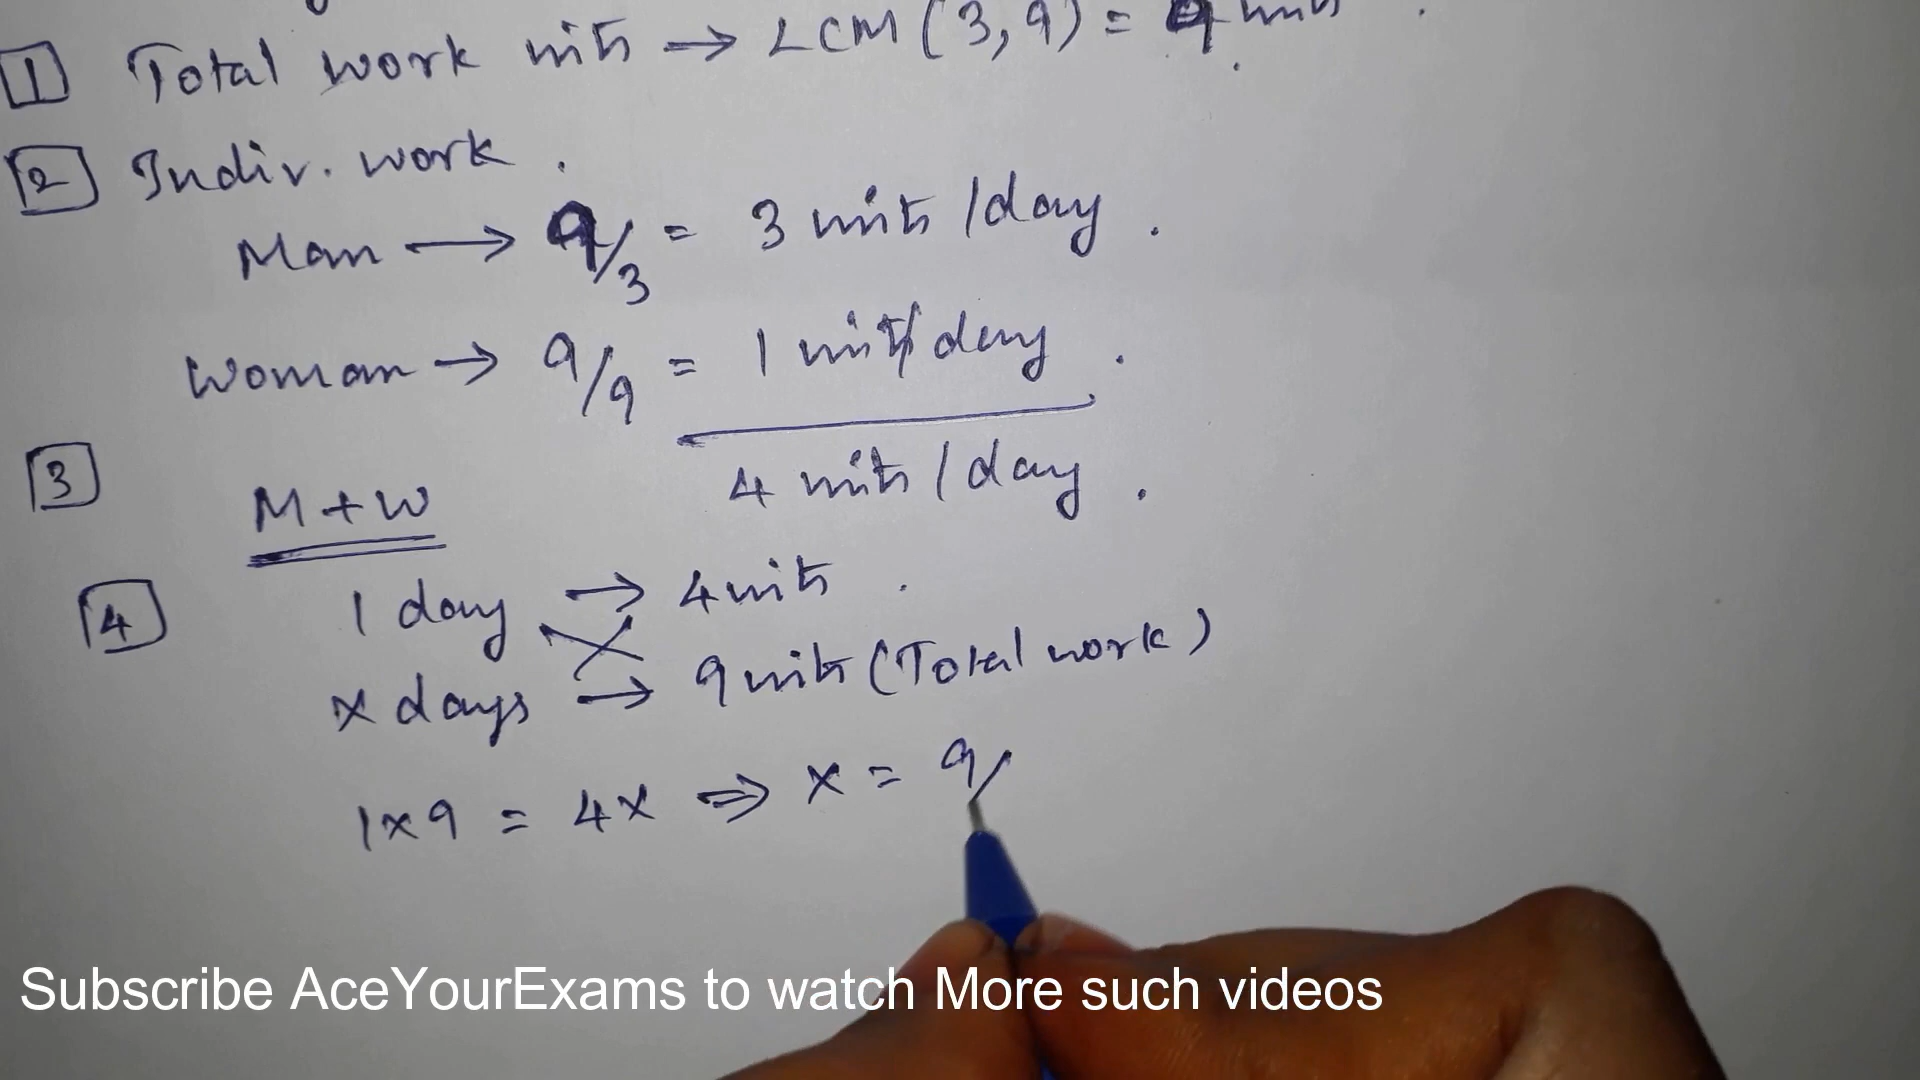 1 Total work units → LCM (3,9) = 9 units.
2 Indiv. work.
Man → 9/3 = 3 units /day.
Woman → 9/9 = 1 unit/day.
3 M+W 4 units / day.
4 1 day → 4 units.
x days → 9 units (Total work)
1x9 = 4x ⇒ x = 9/
Subscribe AceYourExams to watch More such videos